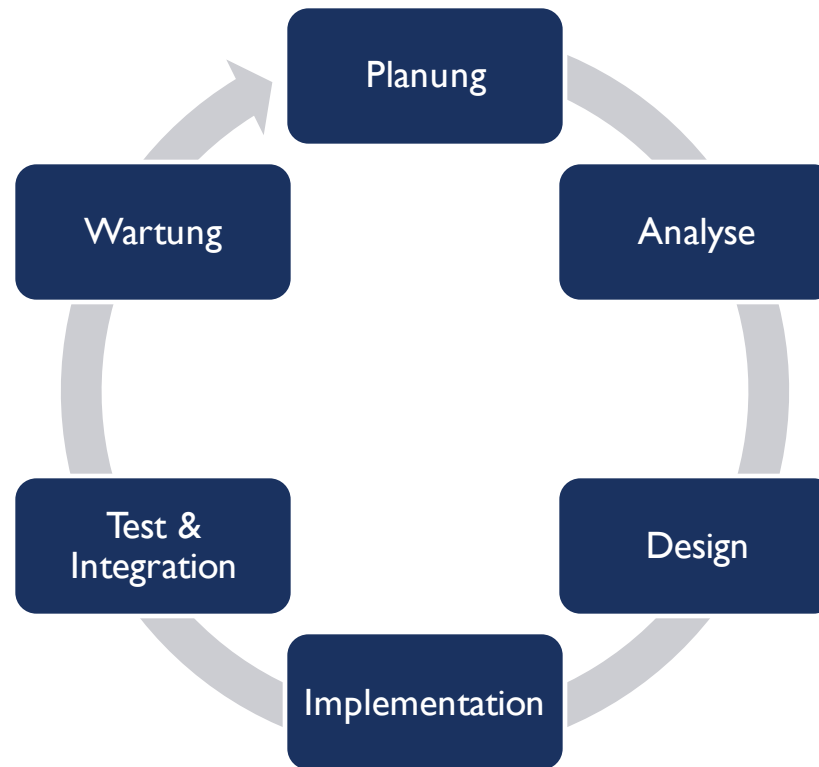 Planung
Analyse
Design
Implementation
Test &
Integration
Wartung